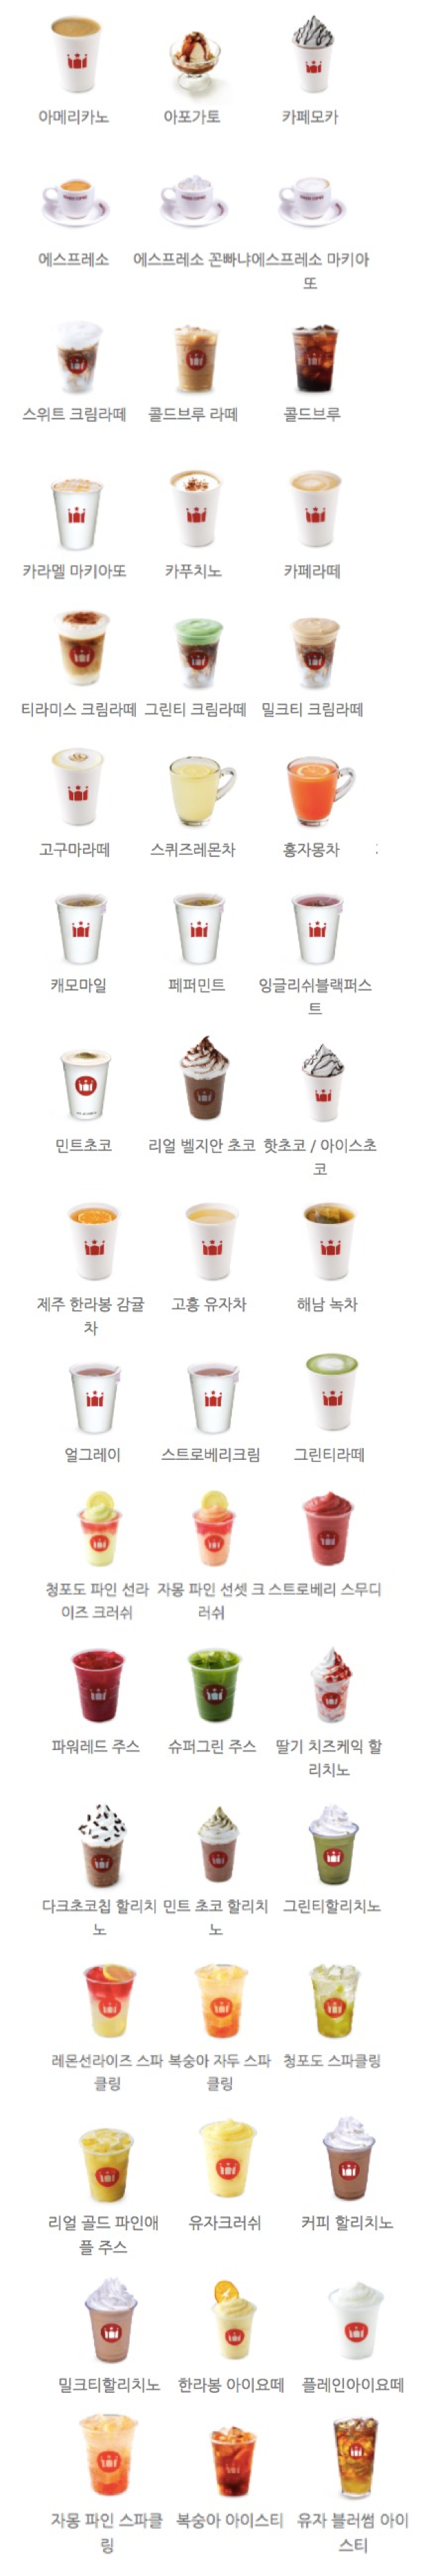 아메리카노 아포가토 카페모카
에스프레소 에스프레소 꼰빠냐 에스프레소 마키아
또
스위트 크림라떼 콜드브루 라떼 콜드브루
카라멜 마키아또 카푸치노 카페라떼
티라미스 크림라떼 그린티 크림라떼 밀크티 크림라떼
고구마라떼 스퀴즈레몬차 홍자몽차
캐모마일 페퍼민트 잉글리쉬블랙퍼스
트
민트초코 리얼 벨지안 초코 핫초코 / 아이스초
코
제주 한라봉 감귤 고흥 유자차 해남 녹차
차
얼그레이 스트로베리크림 그린티라떼
청포도 파인 선라 자몽 파인 선셋 크 스트로베리 스무디
이즈 크러쉬 러쉬
파워레드 주스 슈퍼그린 주스 딸기 치즈케익 할
리치노
다크초코칩 할리치 민트 초코 할리치 그린티할리치노
노 노
레몬선라이즈 스파 복숭아 자두 스파 청포도 스파클링
클링 클링
리얼 골드 파인애 유자크러쉬 커피 할리치노
플 주스
밀크티할리치노 한라봉 아이요떼 플레인아이요떼
자몽 파인 스파클 복숭아 아이스티 유자 블러썸 아이
링 스티